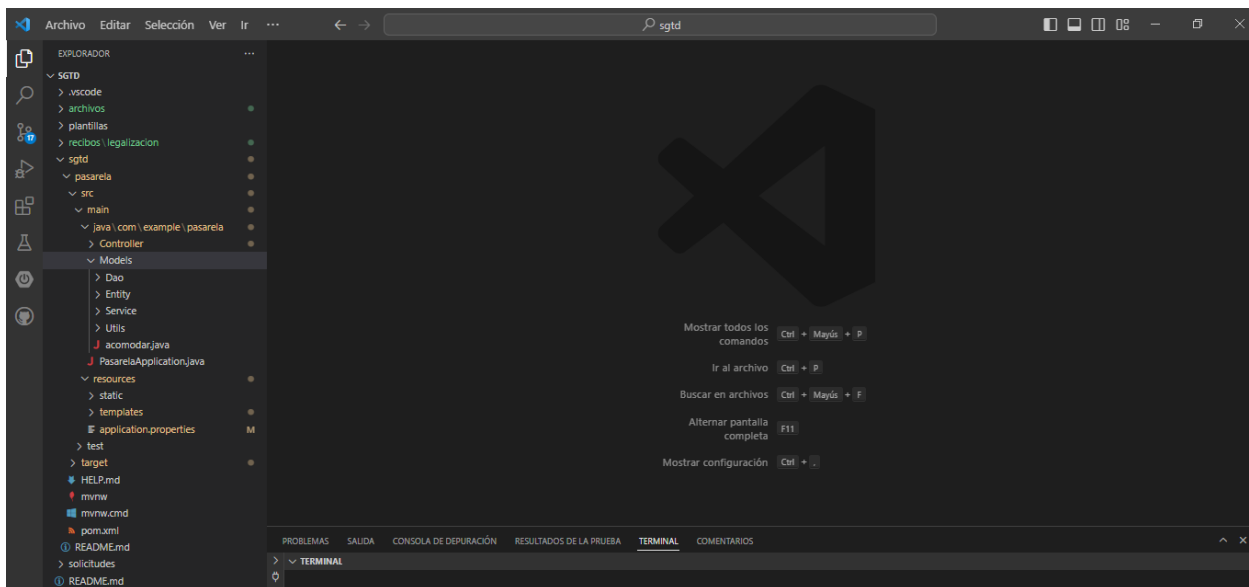 Archivo Editar Selección Ver Ir ··· sgtd
EXPLORADOR ···
SGTD
.vscode
archivos
plantillas
recibos \ legalizacion
17
sgtd
pasarela
src
main
java \ com \ example \ pasarela
Controller
Models
Dao
Entity
Service
Utils
J acomodar.java
J PasarelaApplication.java
resources
static
templates
application.properties M
test
target
HELP.md
mvnw
mvnw.cmd
pom.xml
README.md
solicitudes
README.md
Mostrar todos los
comandos Ctrl + Mayús + P
Ir al archivo Ctrl + P
Buscar en archivos Ctrl + Mayús + F
Alternar pantalla
completa F11
Mostrar configuración Ctrl + .
PROBLEMAS SALIDA CONSOLA DE DEPURACIÓN RESULTADOS DE LA PRUEBA TERMINAL COMENTARIOS
TERMINAL